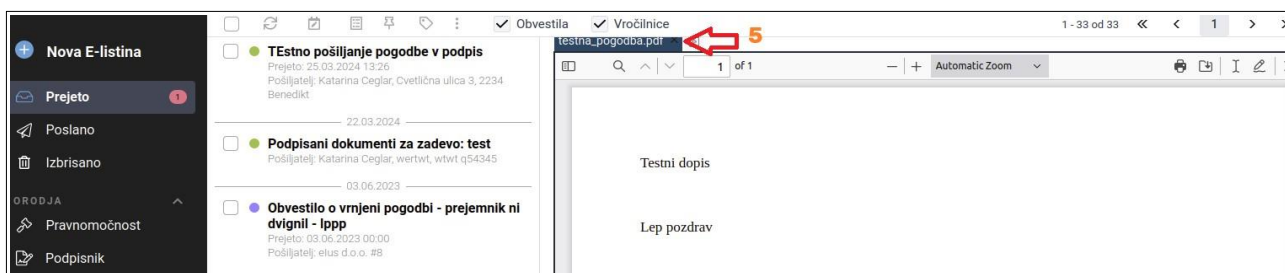 Obvestila
Vročilnice
1 - 33 od 33
1
Nova E-listina
Prejeto
1
Poslano
Izbrisano
ORODJA
Pravnomočnost
Podpisnik
TEstno pošiljanje pogodbe v podpis
Prejeto: 25.03.2024 13:26
Pošiljatelj: Katarina Ceglar, Cvetlična ulica 3, 2234
Benedikt
22.03.2024
Podpisani dokumenti za zadevo: test
Pošiljatelj: Katarina Ceglar, wertwt, wtwt q54345
03.06.2023
Obvestilo o vrnjeni pogodbi - prejemnik ni
dvignil - lppp
Prejeto: 03.06.2023 00:00
Pošiljatelj: elus d.o.o. #8
testna_pogodba.pdf
5
1 of 1
Automatic Zoom
Testni dopis
Lep pozdrav